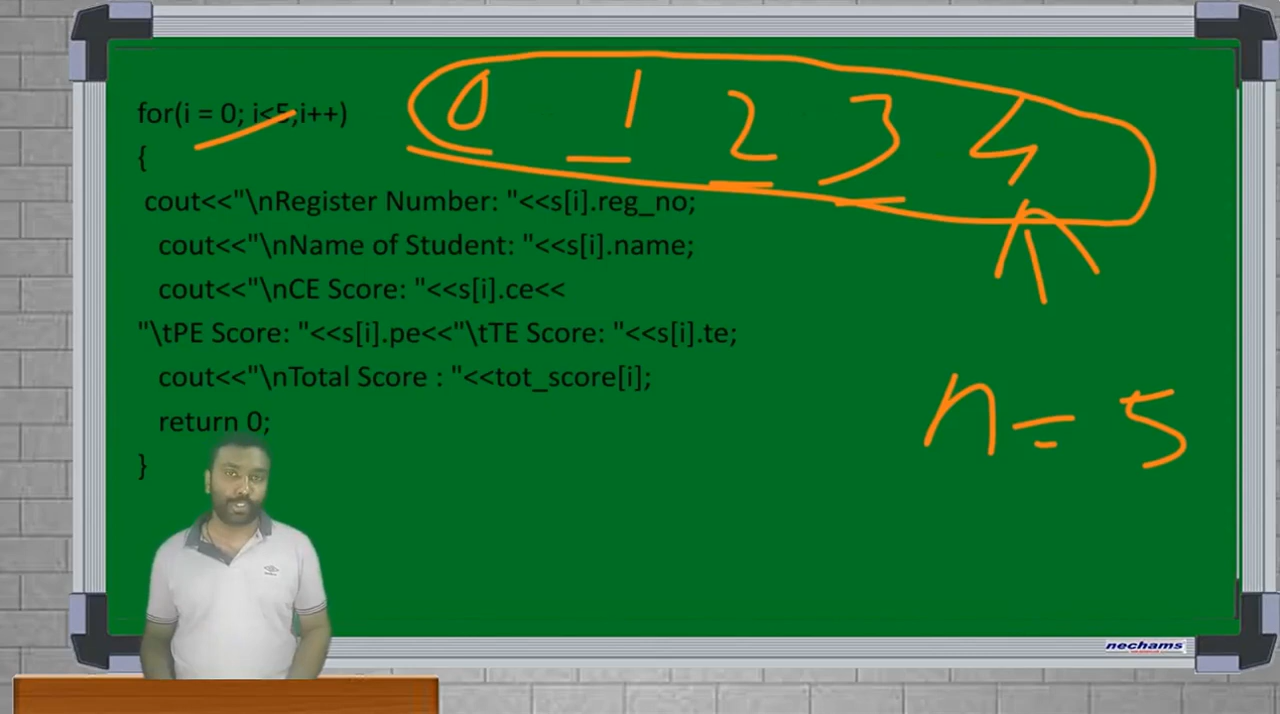 for(i = 0; i<5;i++)
0 1 2 3 4
{
cout<<"\nRegister Number: "<<s[i].reg_no;
cout<<"\nName of Student: "<<s[i].name;
cout<<"\nCE Score: "<<s[i].ce<<
"\tPE Score: "<<s[i].pe<<"\tTE Score: "<<s[i].te;
cout<<"\nTotal Score : "<<tot_score[i];
return 0;
n = 5
}
nechams